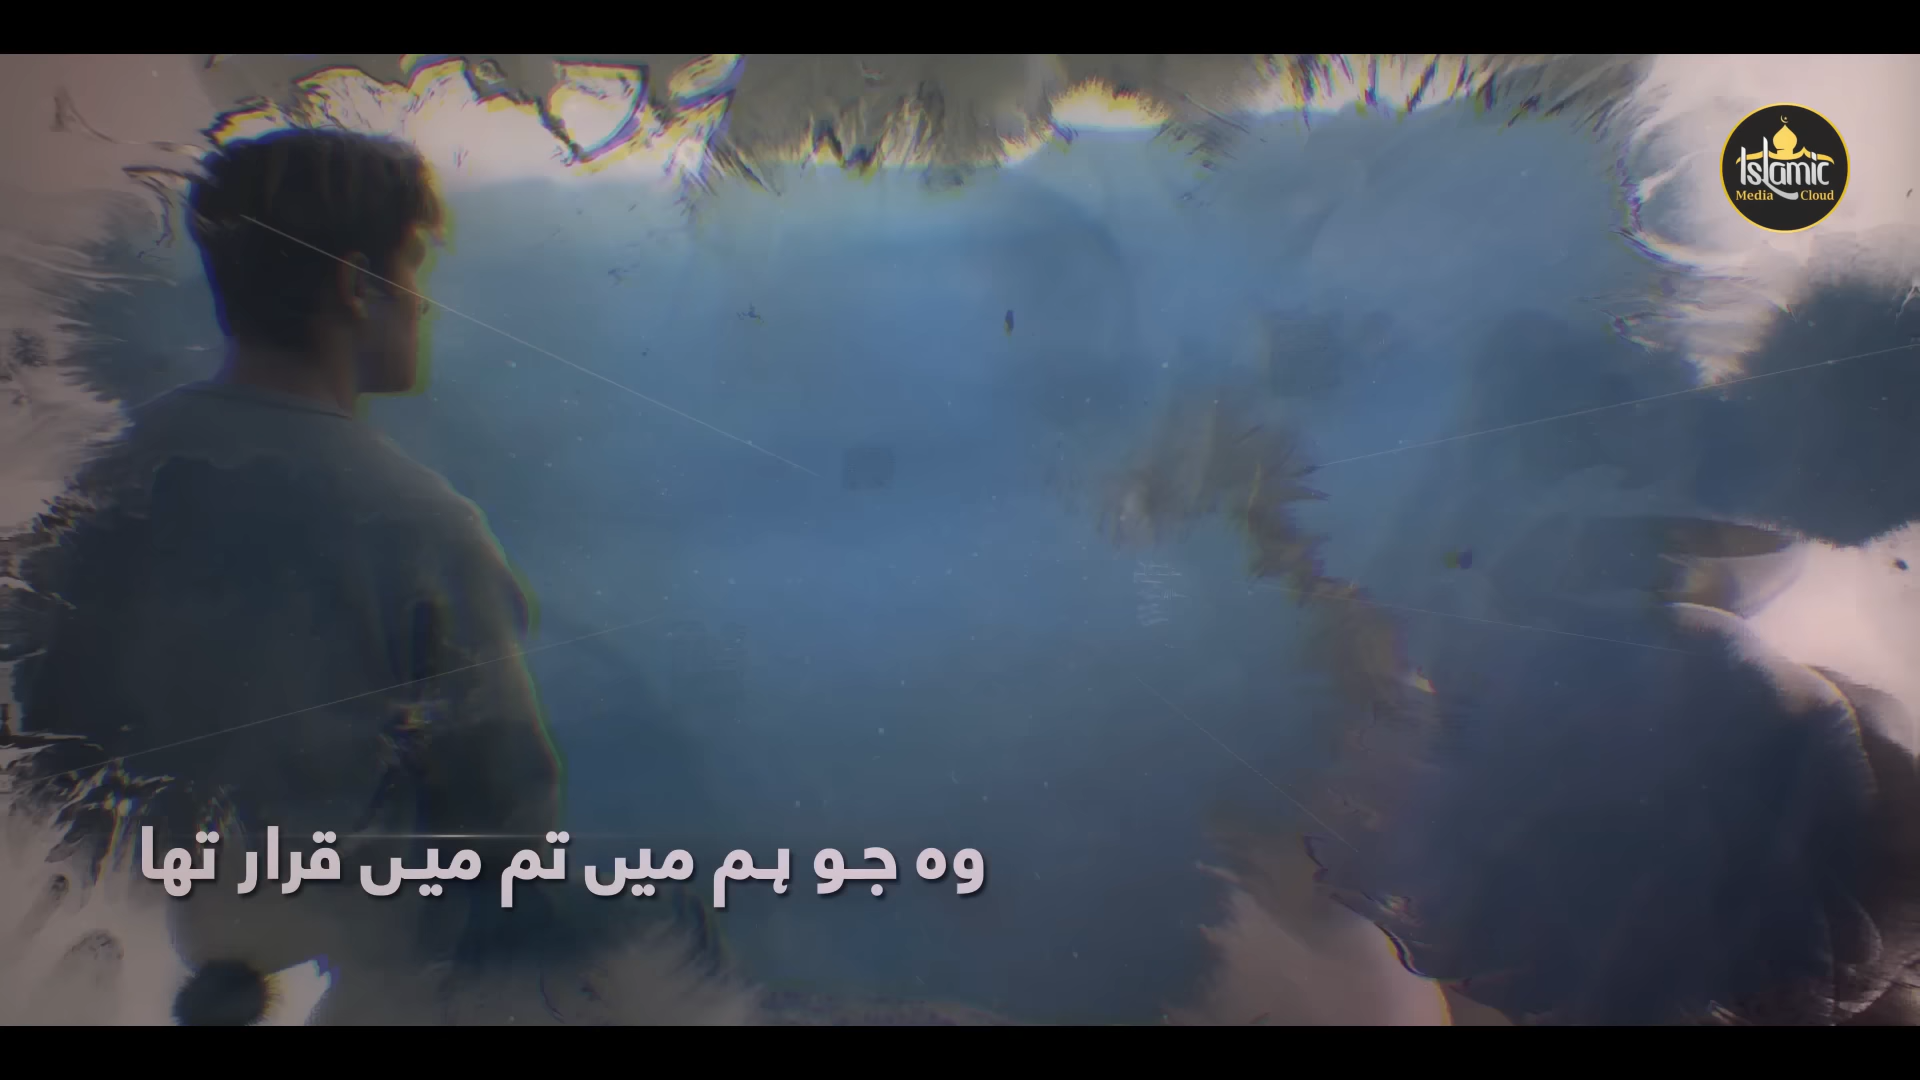 Islamic
Media Cloud
وہ جو ہم میں تم میں قرار تھا